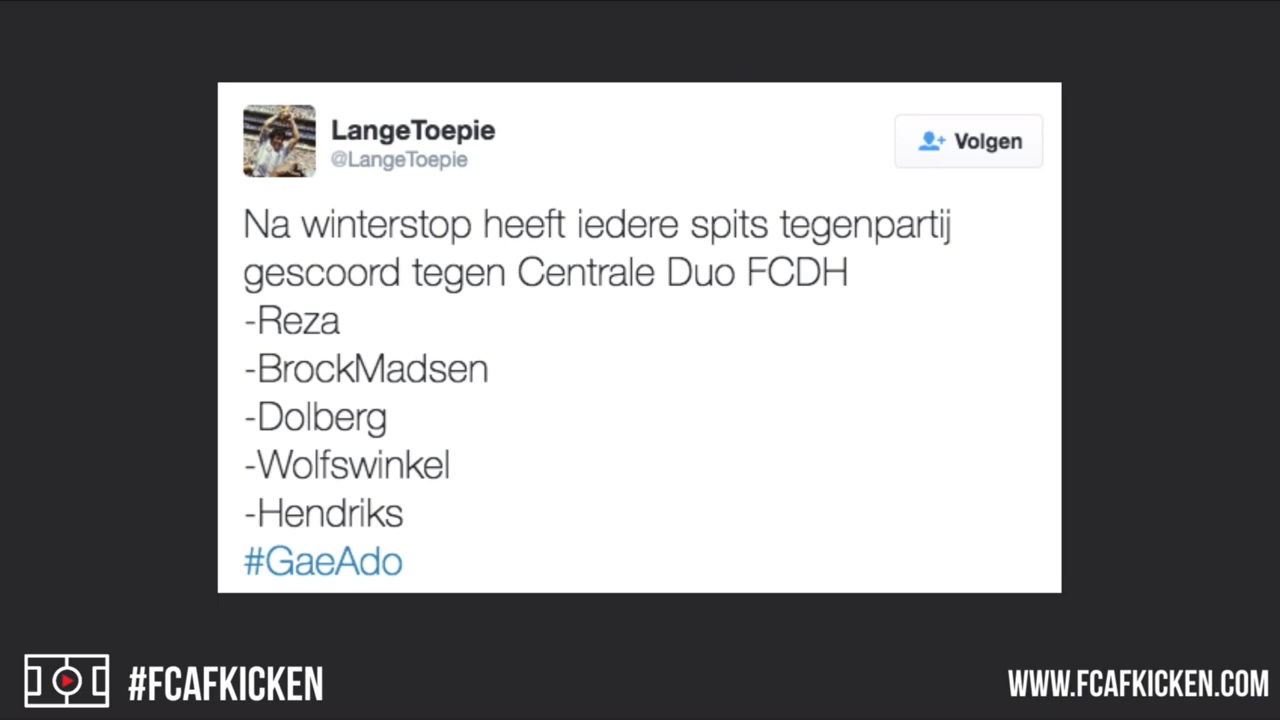 LangeToepie
@LangeToepie
Volgen
Na winterstop heeft iedere spits tegenpartij
gescoord tegen Centrale Duo FCDH
-Reza
-BrockMadsen
-Dolberg
-Wolfswinkel
-Hendriks
#GaeAdo
#FCAFKICKEN
WWW.FCAFKICKEN.COM